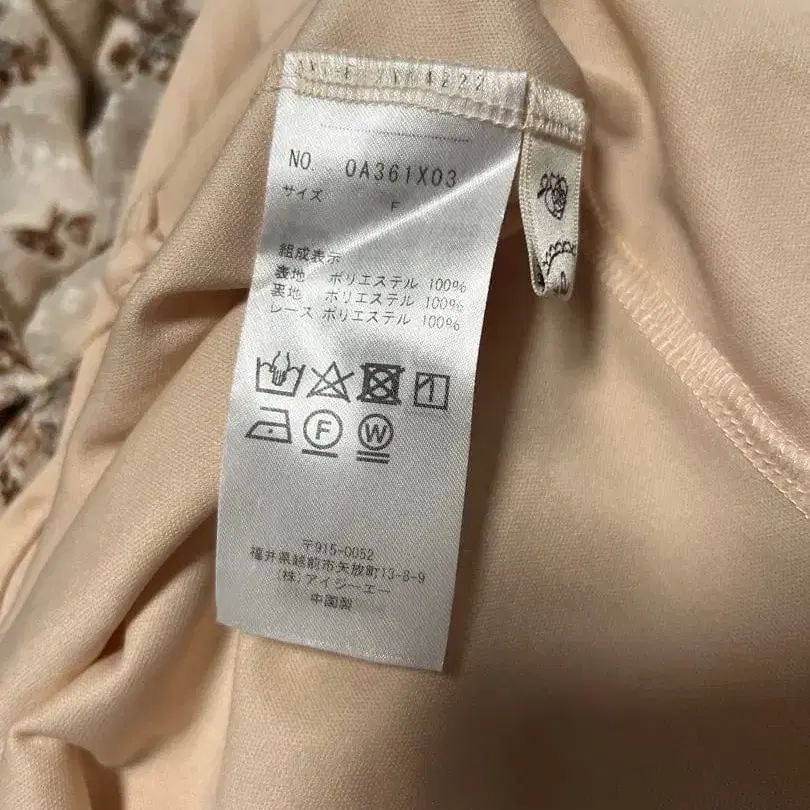 NO. 0A361X03
サイズ
F
組成表示
表地 ポリエステル 100%
裏地 ポリエステル 100%
レース ポリエステル 100%
F
W
〒915-0052
福井県越前市矢放町13-8-9
(株)アイジーエー
中国製